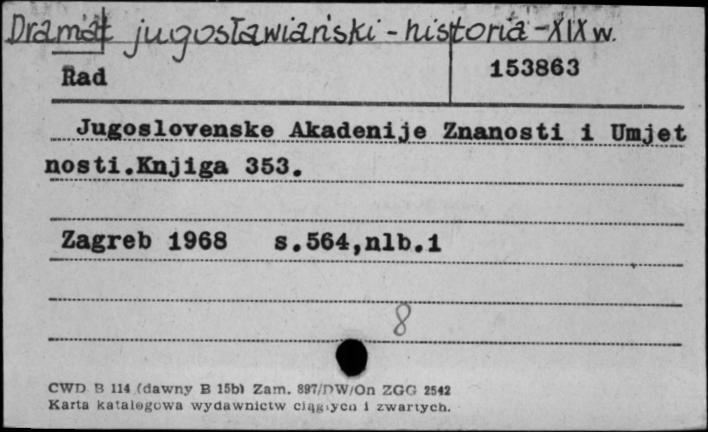 Dramat jugosławiański - historia - XIX w.
Rad 153863
Jugoslovenske Akadenije Znanosti i Umjet
nosti.Knjiga 353.
Zagreb 1968 s.564,nlb.1
8
CWD B 114 (dawny B 15b) Zam. 897/DW/On ZGG 2542
Karta katalogowa wydawnictw ciągłych i zwartych.